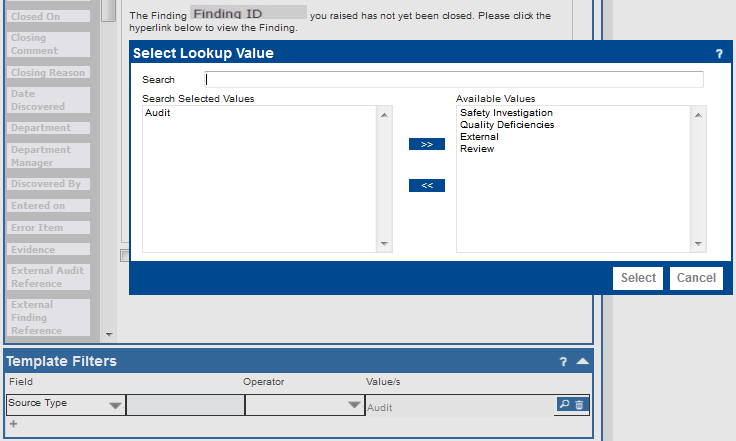 Closed On
Closing
Comment
Closing Reason
Date
Discovered
Department
Department
Manager
Discovered By
Entered on
Error Item
Evidence
External Audit
Reference
External
Finding
Reference
The Finding Finding ID you raised has not yet been closed. Please click the
hyperlink below to view the Finding.
Select Lookup Value ?
Search
Search Selected Values
Audit
>>
<<
Available Values
Safety Investigation
Quality Deficiencies
External
Review
Select Cancel
Template Filters ?
Field Operator Value/s
Source Type Audit
+